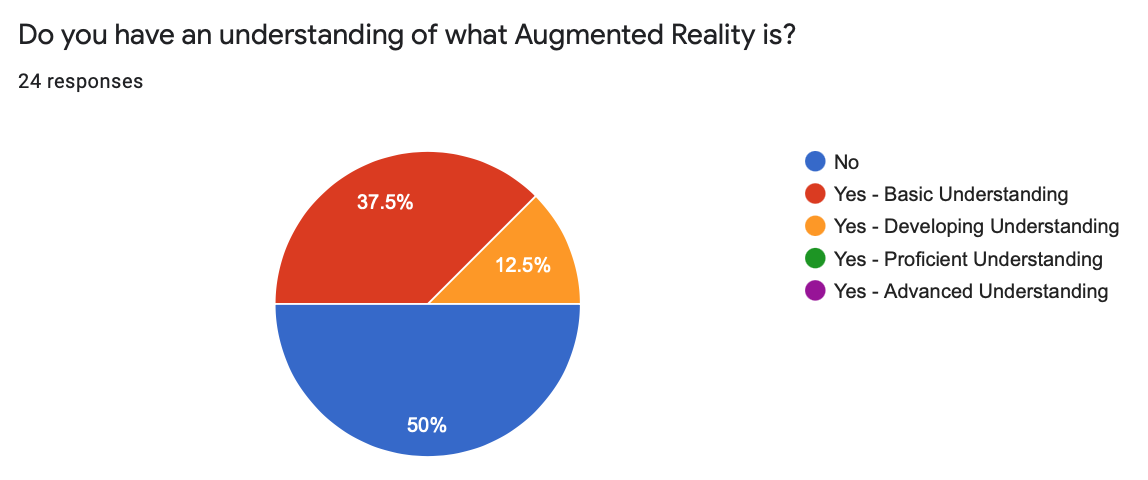 Do you have an understanding of what Augmented Reality is?
24 responses
37.5%
12.5%
50%
No
Yes - Basic Understanding
Yes - Developing Understanding
Yes - Proficient Understanding
Yes - Advanced Understanding